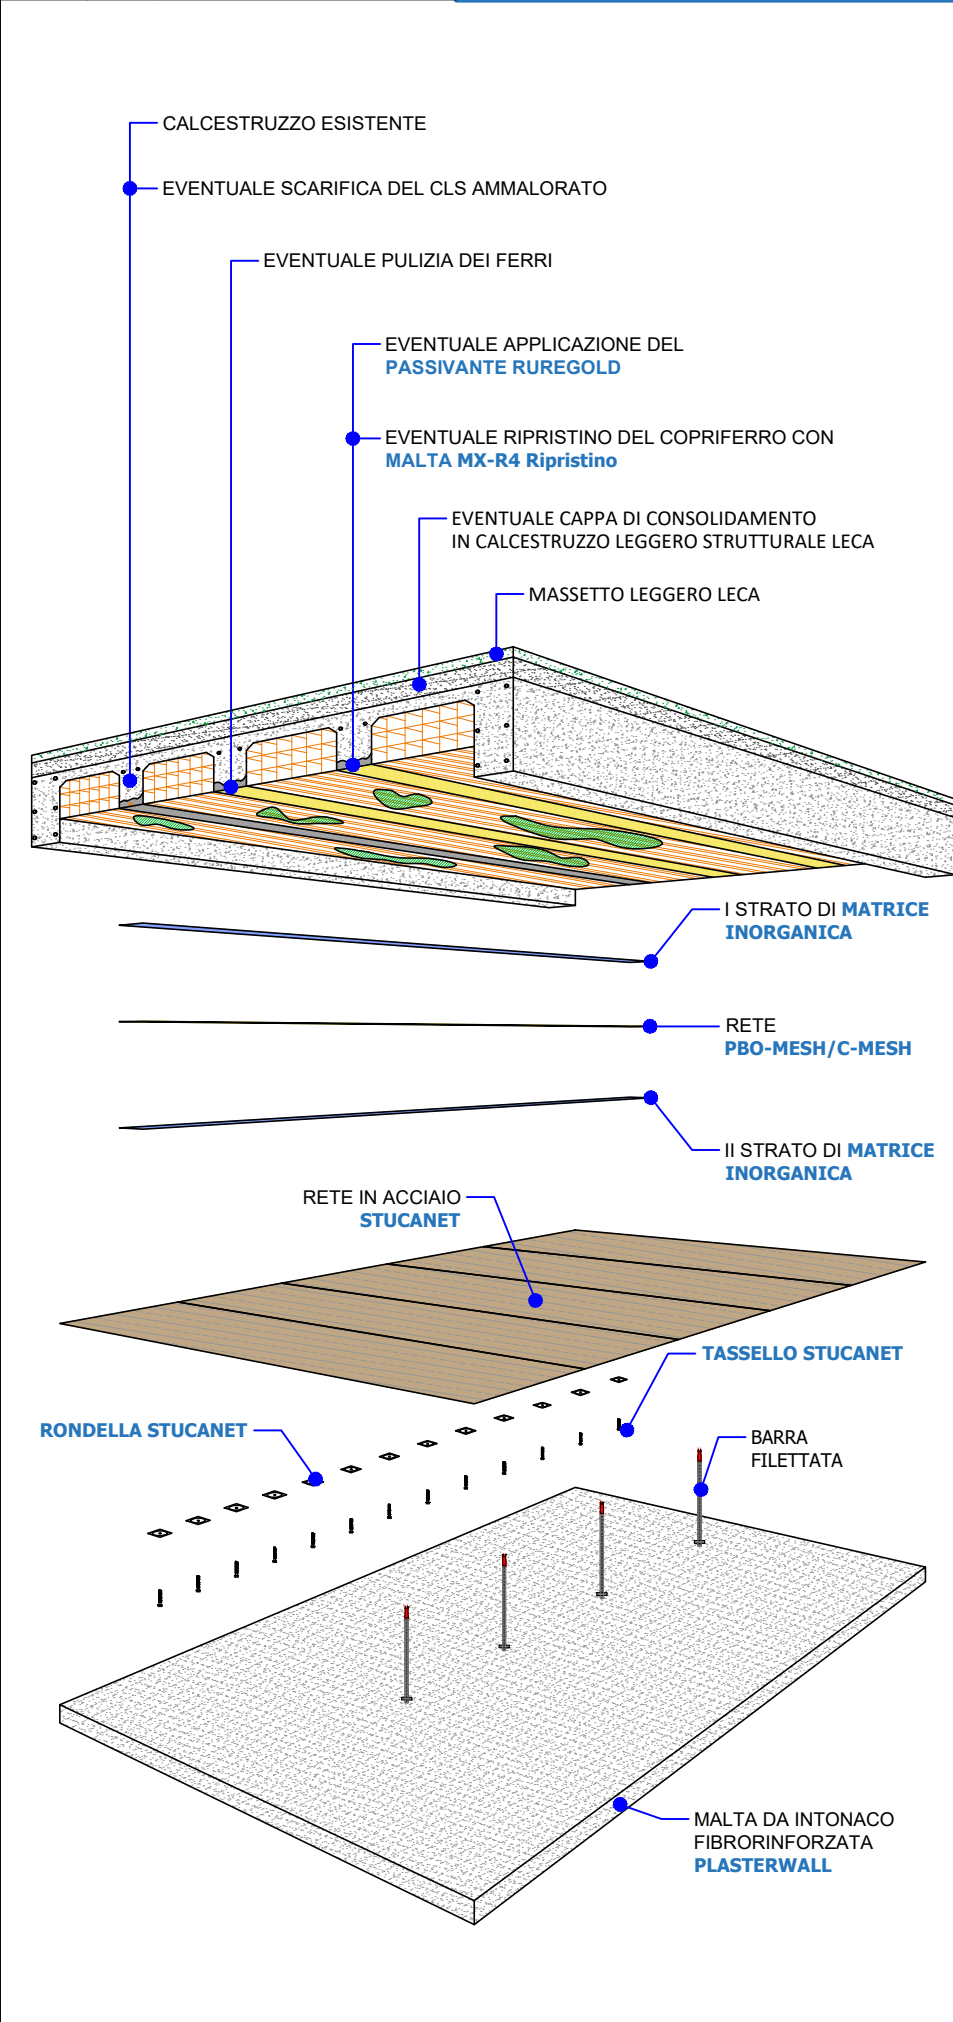 CALCESTRUZZO ESISTENTE
EVENTUALE SCARIFICA DEL CLS AMMALORATO
EVENTUALE PULIZIA DEI FERRI
EVENTUALE APPLICAZIONE DEL
PASSIVANTE RUREGOLD
EVENTUALE RIPRISTINO DEL COPRIFERRO CON
MALTA MX-R4 Ripristino
EVENTUALE CAPPA DI CONSOLIDAMENTO
IN CALCESTRUZZO LEGGERO STRUTTURALE LECA
MASSETTO LEGGERO LECA
I STRATO DI MATRICE
INORGANICA
RETE
PBO-MESH/C-MESH
II STRATO DI MATRICE
INORGANICA
RETE IN ACCIAIO
STUCANET
TASSELLO STUCANET
RONDELLA STUCANET
BARRA
FILETTATA
MALTA DA INTONACO
FIBRORINFORZATA
PLASTERWALL